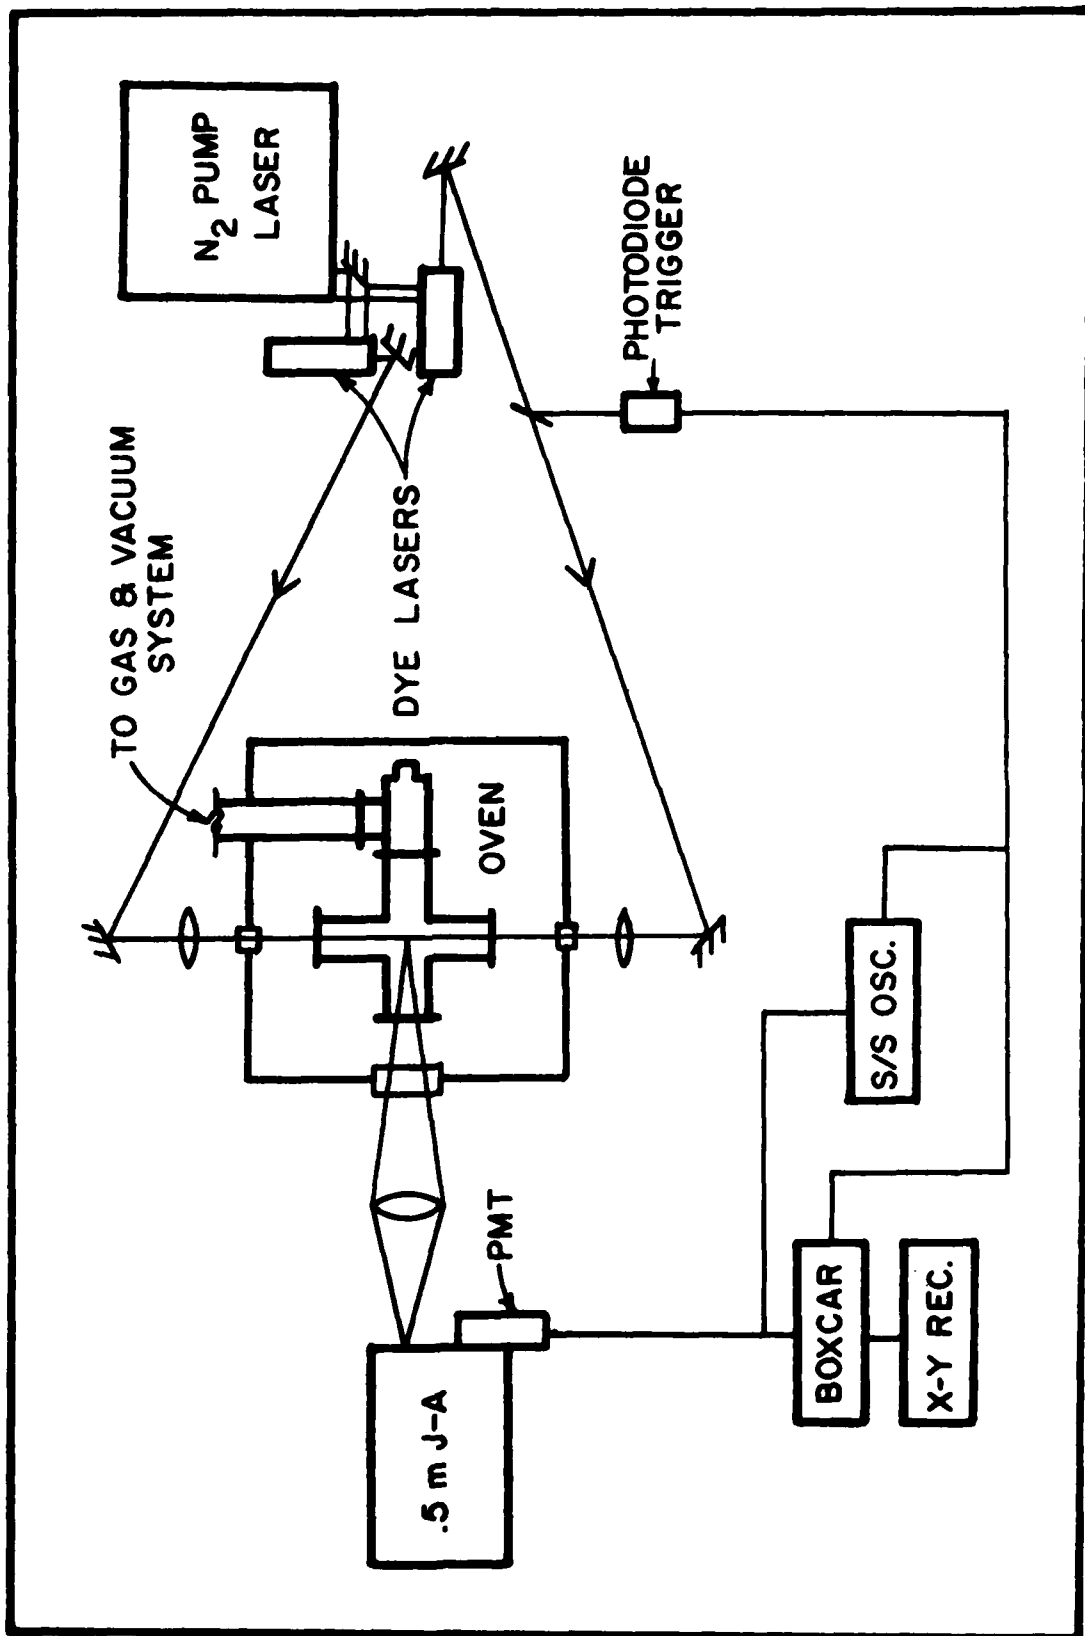 N2 PUMP
LASER
TO GAS & VACUUM
SYSTEM
DYE LASERS
PHOTODIODE
TRIGGER
OVEN
PMT
.5 m J-A
S/S OSC.
BOXCAR
X-Y REC.